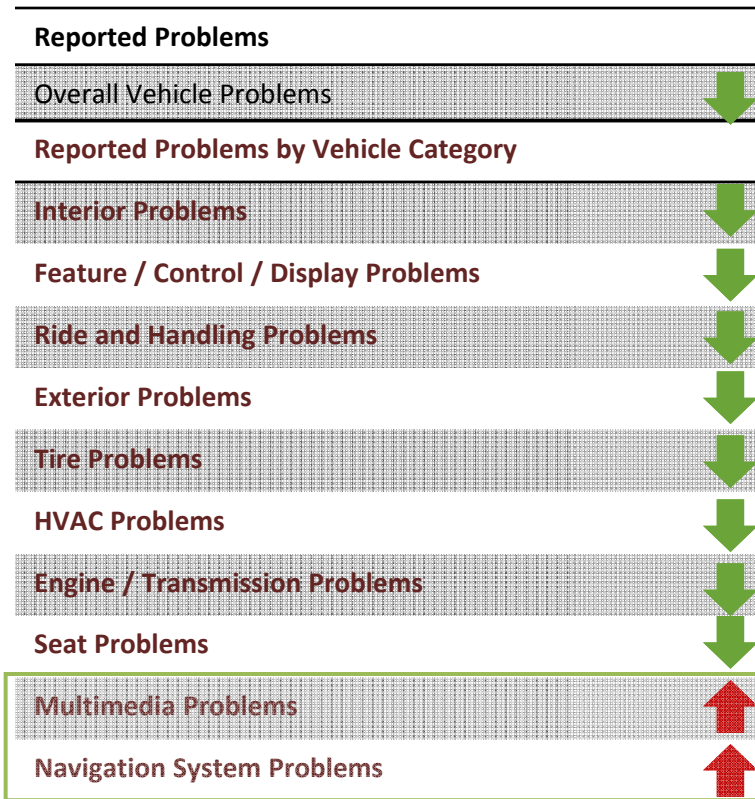 Reported Problems
Overall Vehicle Problems
Reported Problems by Vehicle Category
Interior Problems
Feature / Control / Display Problems
Ride and Handling Problems
Exterior Problems
Tire Problems
HVAC Problems
Engine / Transmission Problems
Seat Problems
Multimedia Problems
Navigation System Problems